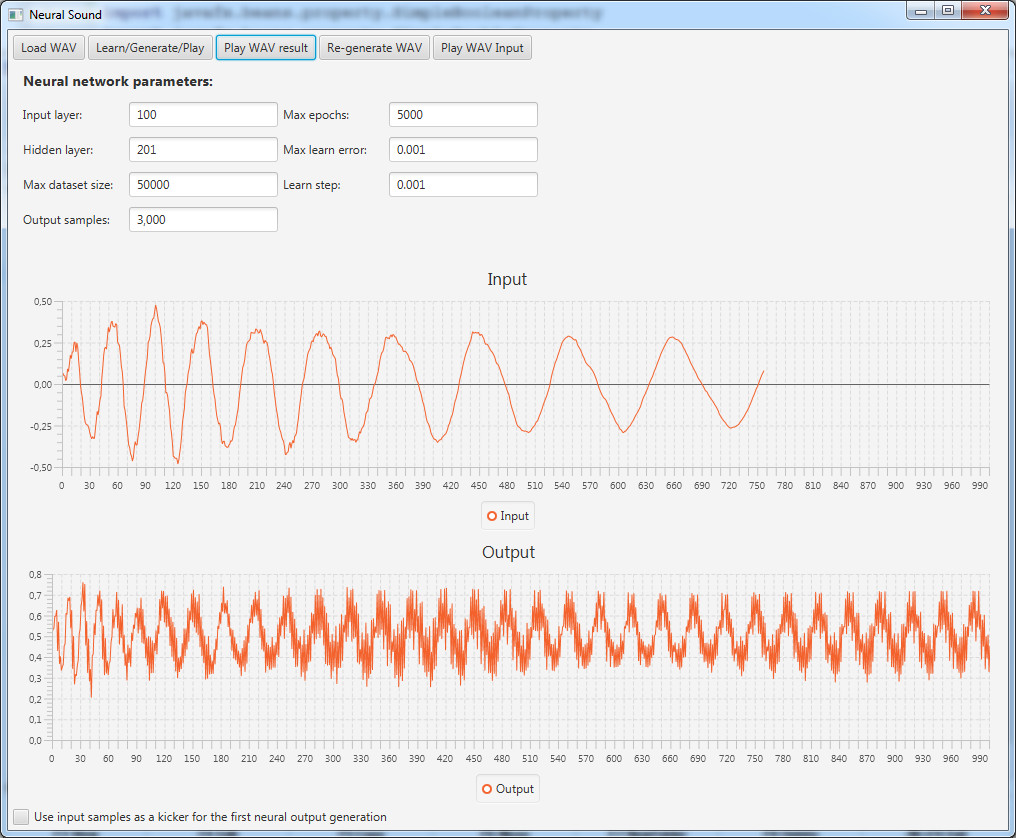 Neural Sound
import javafx.beans.property.SimpleBooleanProperty
Load WAV Learn/Generate/Play Play WAV result Re-generate WAV Play WAV Input
Neural network parameters:
Input layer: 100 Max epochs: 5000
Hidden layer: 201 Max learn error: 0.001
Max dataset size: 50000 Learn step: 0.001
Output samples: 3,000
Input
0,50
0,25
0,00
-0,25
-0,50
0 30 60 90 120 150 180 210 240 270 300 330 360 390 420 450 480 510 540 570 600 630 660 690 720 750 780 810 840 870 900 930 960 990
Input
Output
0,8
0,7
0,6
0,5
0,4
0,3
0,2
0,1
0,0
0 30 60 90 120 150 180 210 240 270 300 330 360 390 420 450 480 510 540 570 600 630 660 690 720 750 780 810 840 870 900 930 960 990
Output
Use input samples as a kicker for the first neural output generation